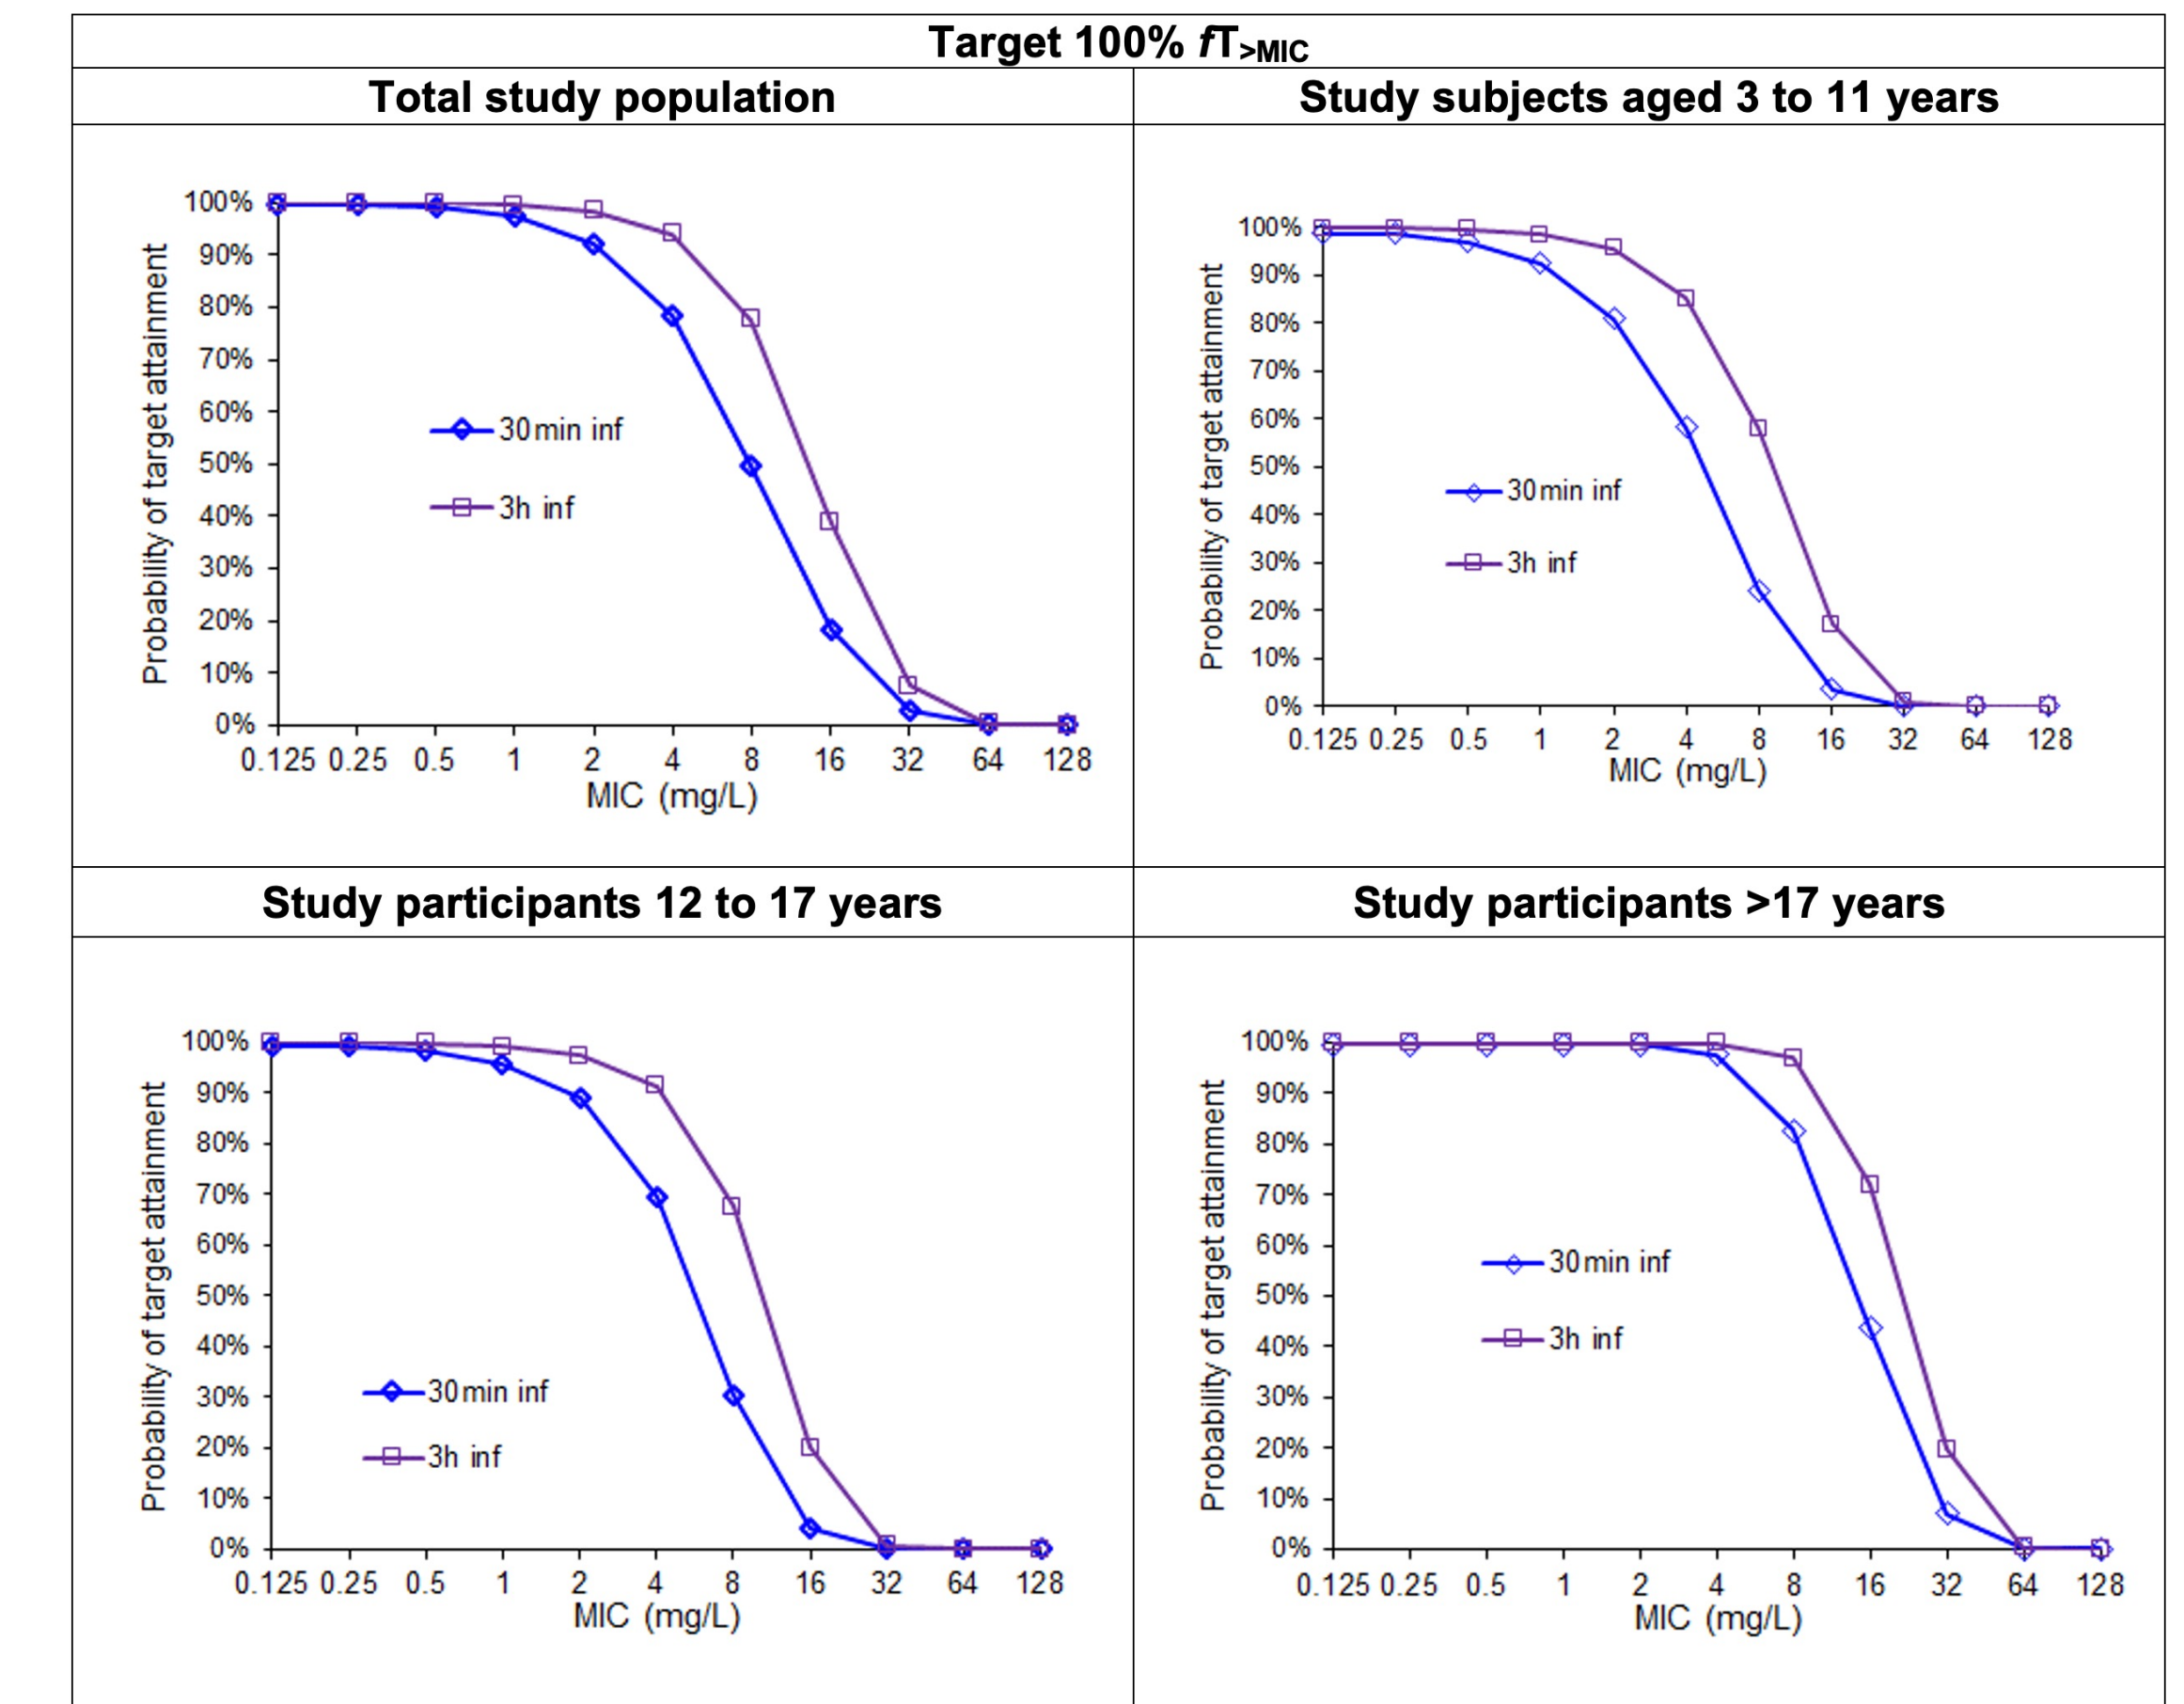 Target 100% fT>MIC
Total study population
Study subjects aged 3 to 11 years
Probability of target attainment
100%
90%
80%
70%
60%
50%
40%
30%
20%
10%
0%
30min inf
3h inf
0.125 0.25 0.5 1 2 4 8 16 32 64 128
MIC (mg/L)
Probability of target attainment
100%
90%
80%
70%
60%
50%
40%
30%
20%
10%
0%
30min inf
3h inf
0.125 0.25 0.5 1 2 4 8 16 32 64 128
MIC (mg/L)
Study participants 12 to 17 years
Study participants >17 years
Probability of target attainment
100%
90%
80%
70%
60%
50%
40%
30%
20%
10%
0%
30min inf
3h inf
0.125 0.25 0.5 1 2 4 8 16 32 64 128
MIC (mg/L)
Probability of target attainment
100%
90%
80%
70%
60%
50%
40%
30%
20%
10%
0%
30min inf
3h inf
0.125 0.25 0.5 1 2 4 8 16 32 64 128
MIC (mg/L)